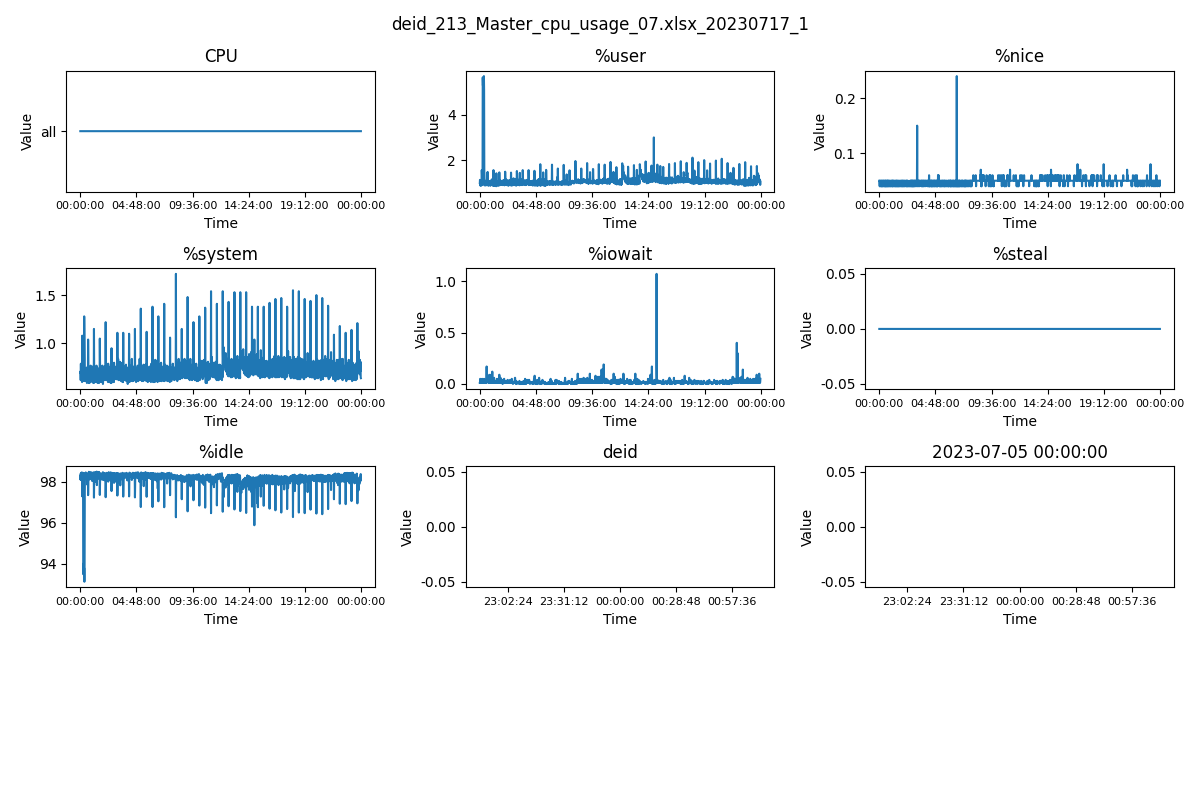 deid_213_Master_cpu_usage_07.xlsx_20230717_1
CPU %user %nice
Value all
00:00:00 04:48:00 09:36:00 14:24:00 19:12:00 00:00:00
Time
Value 4 2
00:00:00 04:48:00 09:36:00 14:24:00 19:12:00 00:00:00
Time
Value 0.2 0.1
00:00:00 04:48:00 09:36:00 14:24:00 19:12:00 00:00:00
Time
%system %iowait %steal
Value 1.5 1.0
00:00:00 04:48:00 09:36:00 14:24:00 19:12:00 00:00:00
Time
Value 1.0 0.5 0.0
00:00:00 04:48:00 09:36:00 14:24:00 19:12:00 00:00:00
Time
Value 0.05 0.00 -0.05
00:00:00 04:48:00 09:36:00 14:24:00 19:12:00 00:00:00
Time
%idle deid 2023-07-05 00:00:00
Value 98 96 94
00:00:00 04:48:00 09:36:00 14:24:00 19:12:00 00:00:00
Time
Value 0.05 0.00 -0.05
23:02:24 23:31:12 00:00:00 00:28:48 00:57:36
Time
Value 0.05 0.00 -0.05
23:02:24 23:31:12 00:00:00 00:28:48 00:57:36
Time